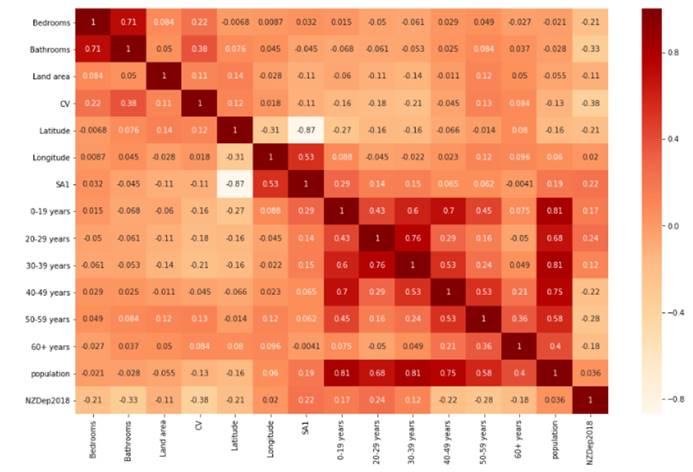 Bedrooms 1 0.71 0.084 0.22 -0.0068 0.0087 0.032 0.015 -0.05 -0.061 0.029 0.049 -0.027 -0.021 -0.21
Bathrooms 0.71 1 0.05 0.38 0.076 0.045 -0.045 -0.068 -0.061 -0.053 0.025 0.084 0.037 -0.028 -0.33
Land area 0.084 0.05 1 0.11 0.14 -0.028 -0.11 -0.06 -0.11 -0.14 -0.011 0.12 0.05 -0.055 -0.11
CV 0.22 0.38 0.11 1 0.12 0.018 -0.11 -0.16 -0.18 -0.21 -0.045 0.13 0.084 -0.13 -0.38
Latitude -0.0068 0.076 0.14 0.12 1 -0.31 -0.87 -0.27 -0.16 -0.16 -0.066 -0.014 0.08 -0.16 -0.21
Longitude 0.0087 0.045 -0.028 0.018 -0.31 1 0.53 0.088 -0.045 -0.022 0.023 0.12 0.096 0.06 0.02
SA1 0.032 -0.045 -0.11 -0.11 -0.87 0.53 1 0.29 0.14 0.15 0.065 0.062 -0.0041 0.19 0.22
0-19 years 0.015 -0.068 -0.06 -0.16 -0.27 0.088 0.29 1 0.43 0.6 0.7 0.45 0.075 0.81 0.17
20-29 years -0.05 -0.061 -0.11 -0.18 -0.16 -0.045 0.14 0.43 1 0.76 0.29 0.16 -0.05 0.68 0.24
30-39 years -0.061 -0.053 -0.14 -0.21 -0.16 -0.022 0.15 0.6 0.76 1 0.53 0.24 0.049 0.81 0.12
40-49 years 0.029 0.025 -0.011 -0.045 -0.066 0.023 0.065 0.7 0.29 0.53 1 0.53 0.21 0.75 -0.22
50-59 years 0.049 0.084 0.12 0.13 -0.014 0.12 0.062 0.45 0.16 0.24 0.53 1 0.36 0.58 -0.28
60+ years -0.027 0.037 0.05 0.084 0.08 0.096 -0.0041 0.075 -0.05 0.049 0.21 0.36 1 0.4 -0.18
population -0.021 -0.028 -0.055 -0.13 -0.16 0.06 0.19 0.81 0.68 0.81 0.75 0.58 0.4 1 0.036
NZDep2018 -0.21 -0.33 -0.11 -0.38 -0.21 0.02 0.22 0.17 0.24 0.12 -0.22 -0.28 -0.18 0.036 1
Bedrooms Bathrooms Land area CV Latitude Longitude SA1 0-19 years 20-29 years 30-39 years 40-49 years 50-59 years 60+ years population NZDep2018
0.8
0.4
0.0
-0.4
-0.8